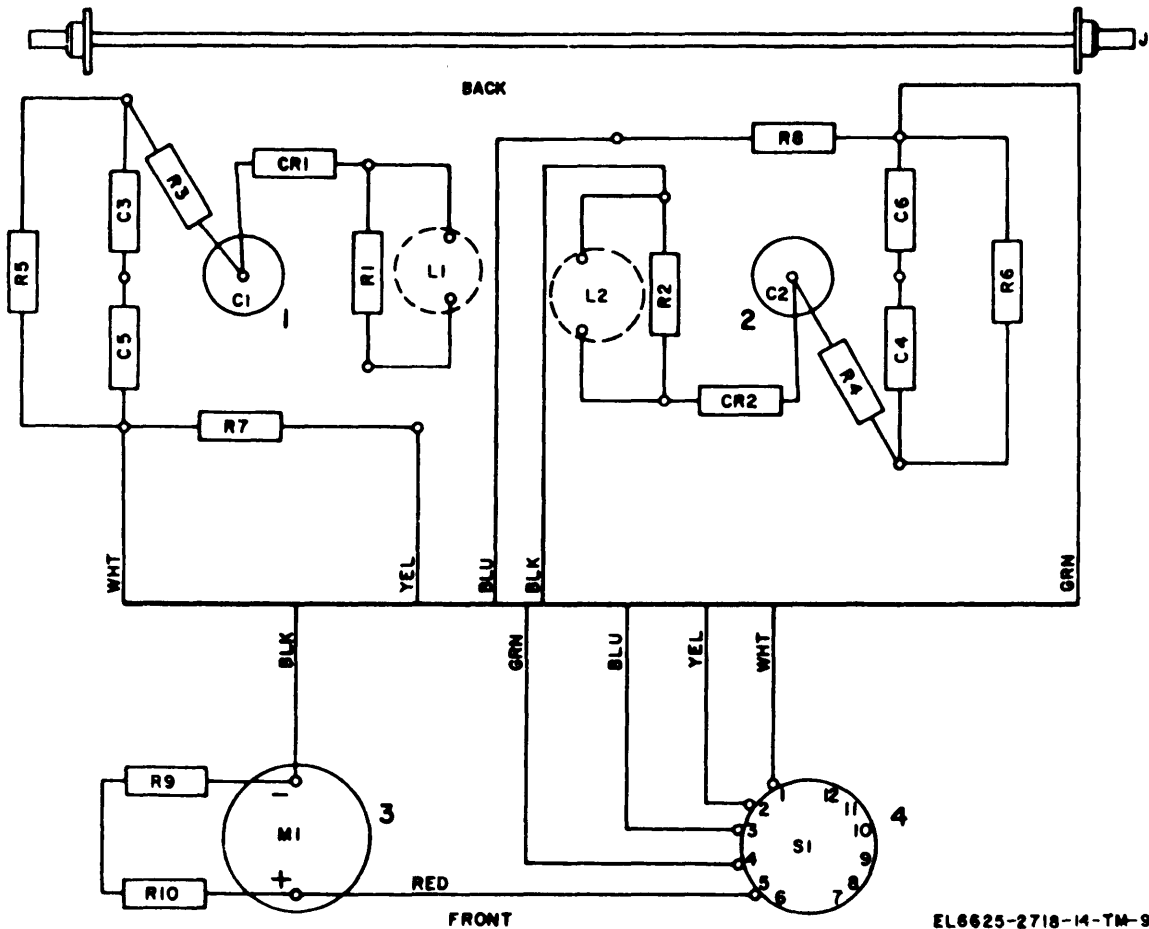 J
BACK
R8
CR1
R3
C3
C6
R5
R1
L1
L2
R2
C2
R6
C1
1
2
C5
C4
R4
CR2
R7
WHT
YEL
BLU
BLK
GRN
BLK
GRN
BLU
YEL
WHT
R9
-
3
1
12
2
11
4
M1
3
10
S1
4
9
+
5
8
R10
RED
6
7
FRONT
EL6625-2718-14-TM-9